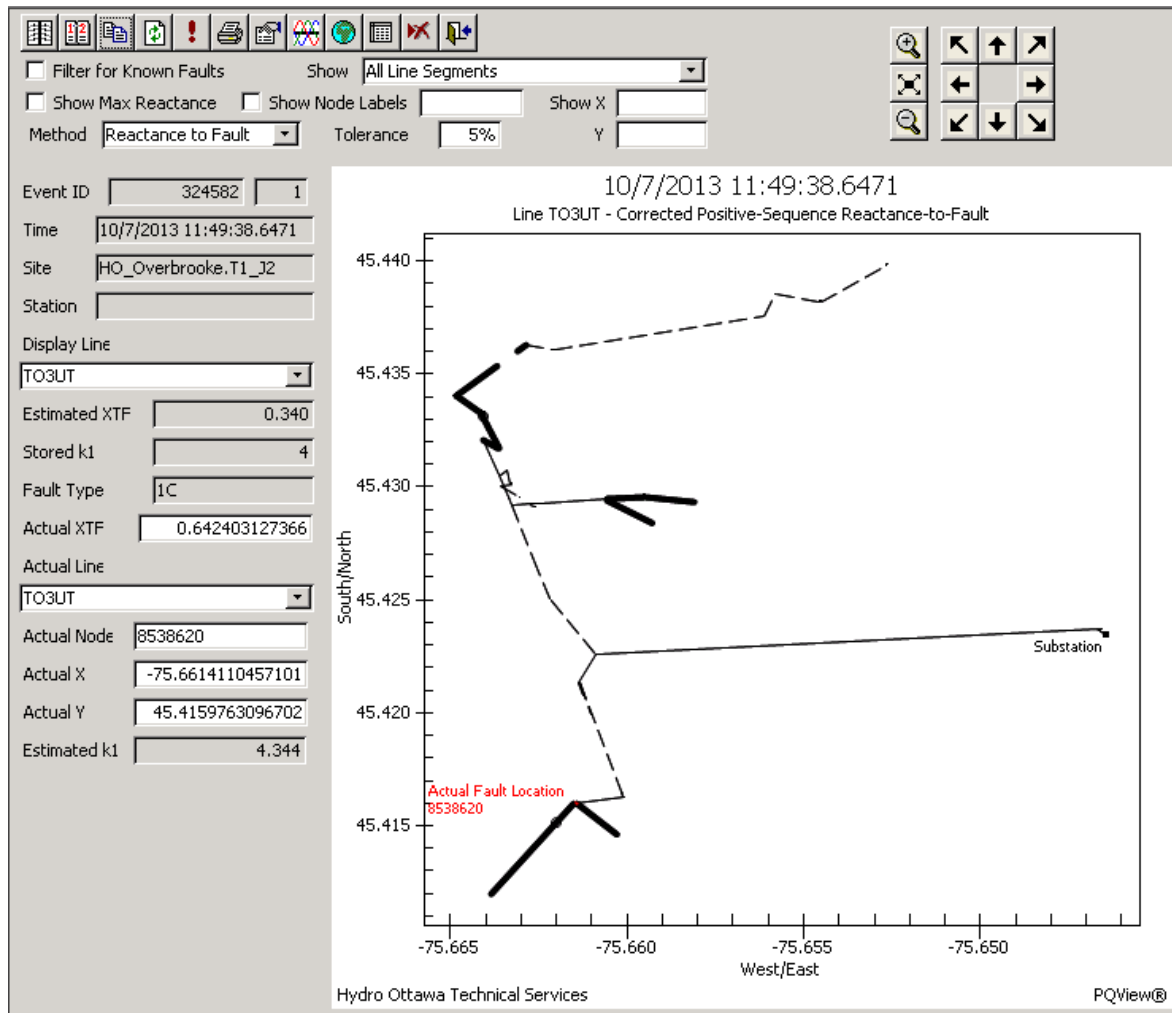 1 2
Filter for Known Faults Show All Line Segments
Show Max Reactance Show Node Labels Show X
Method Reactance to Fault Tolerance 5% Y
Event ID 324582 1
Time 10/7/2013 11:49:38.6471
Site HO_Overbrooke.T1_J2
Station
Display Line
TO3UT
Estimated XTF 0.340
Stored k1 4
Fault Type 1C
Actual XTF 0.642403127366
Actual Line
TO3UT
Actual Node 8538620
Actual X -75.6614110457101
Actual Y 45.4159763096702
Estimated k1 4.344
10/7/2013 11:49:38.6471
Line TO3UT - Corrected Positive-Sequence Reactance-to-Fault
45.440
45.435
45.430
45.425
45.420
45.415
South/North
Substation
Actual Fault Location
8538620
-75.665 -75.660 -75.655 -75.650
West/East
Hydro Ottawa Technical Services PQView®